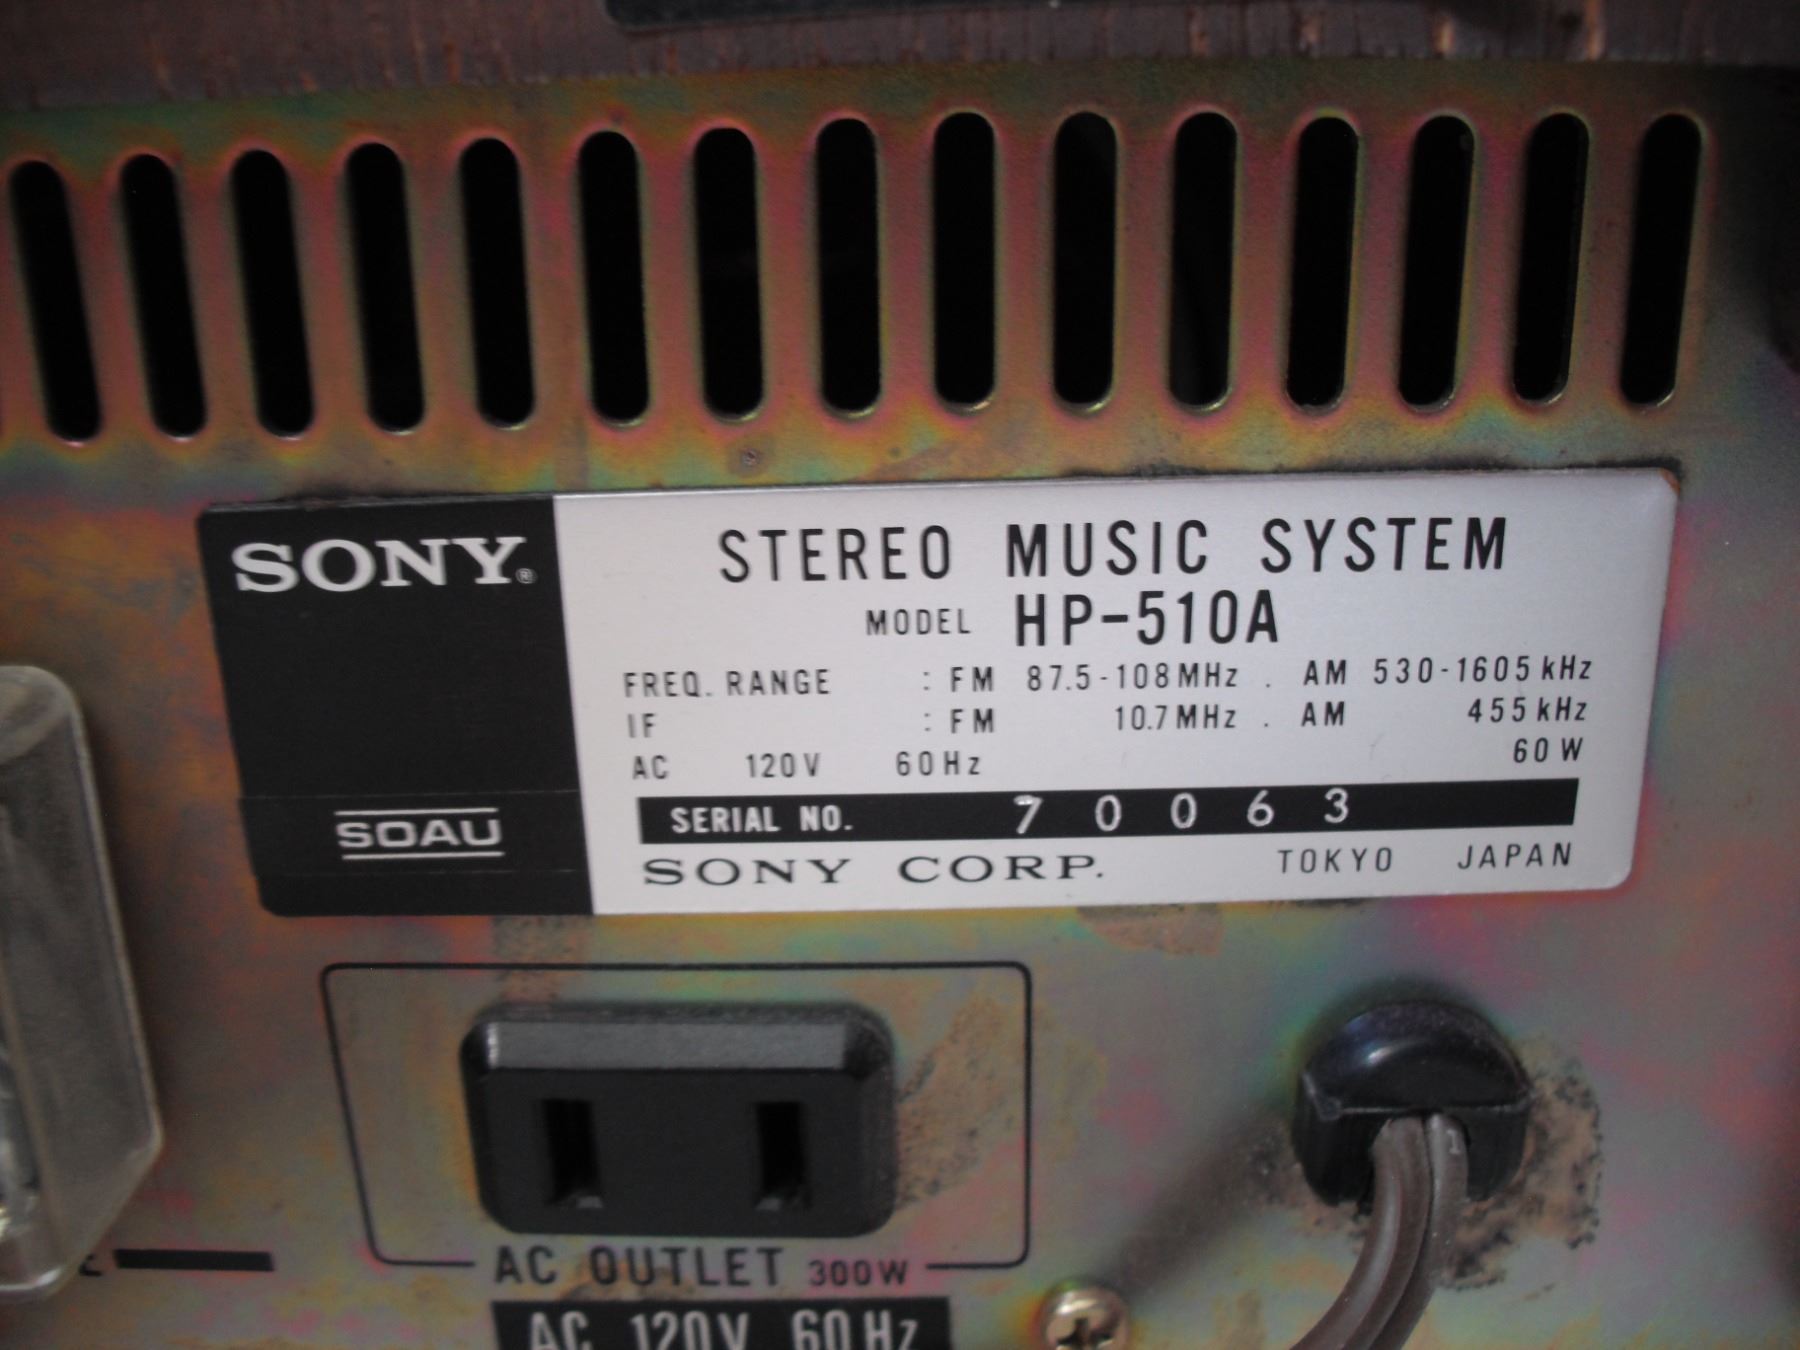 SONY®
STEREO MUSIC SYSTEM
MODEL HP-510A
FREQ. RANGE : FM 87.5-108MHz . AM 530-1605kHz
IF : FM 10.7MHz . AM 455kHz
AC 120V 60Hz 60W
SERIAL NO. 70063
SOAU
SONY CORP. TOKYO JAPAN
AC OUTLET 300W
AC 120V 60Hz